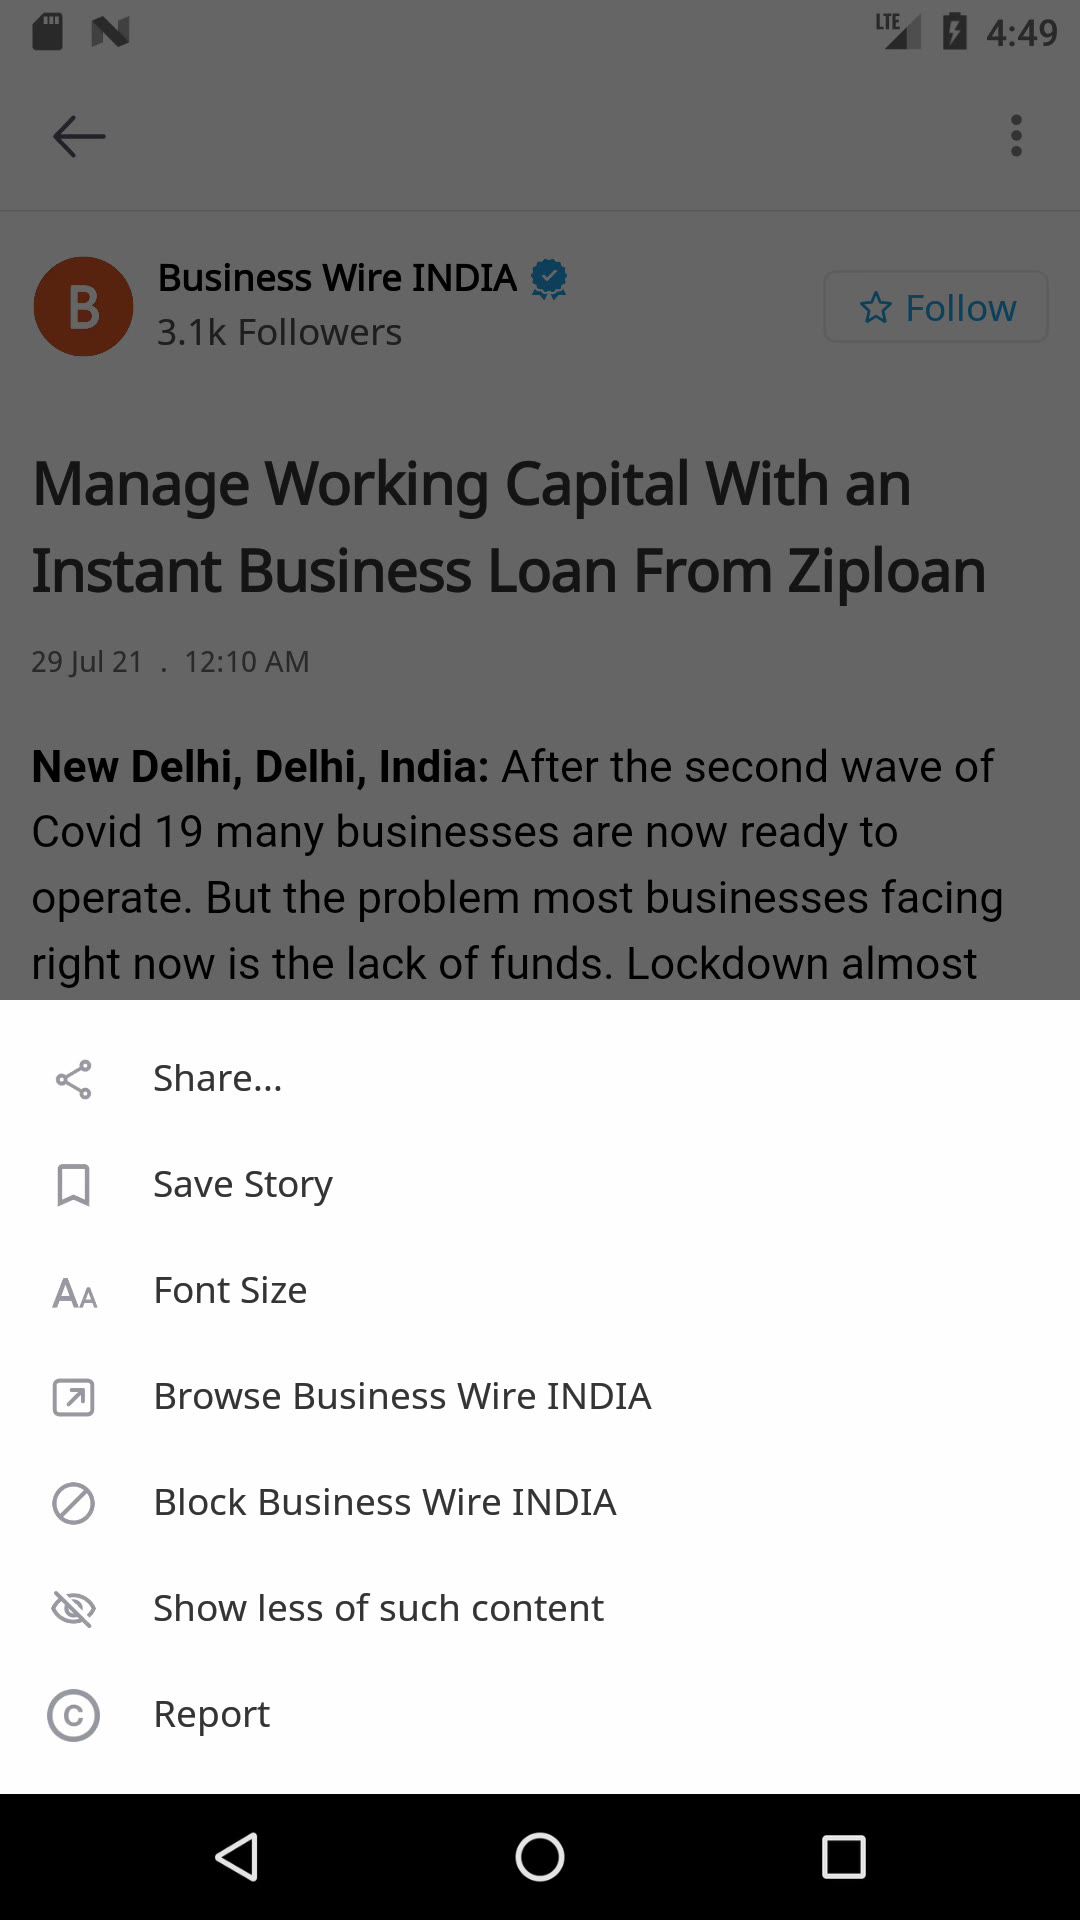 LTE 4:49
B
Business Wire INDIA
3.1k Followers
Follow
Manage Working Capital With an
Instant Business Loan From Ziploan
29 Jul 21 . 12:10 AM
New Delhi, Delhi, India: After the second wave of
Covid 19 many businesses are now ready to
operate. But the problem most businesses facing
right now is the lack of funds. Lockdown almost
Share...
Save Story
AA Font Size
Browse Business Wire INDIA
Block Business Wire INDIA
Show less of such content
C Report